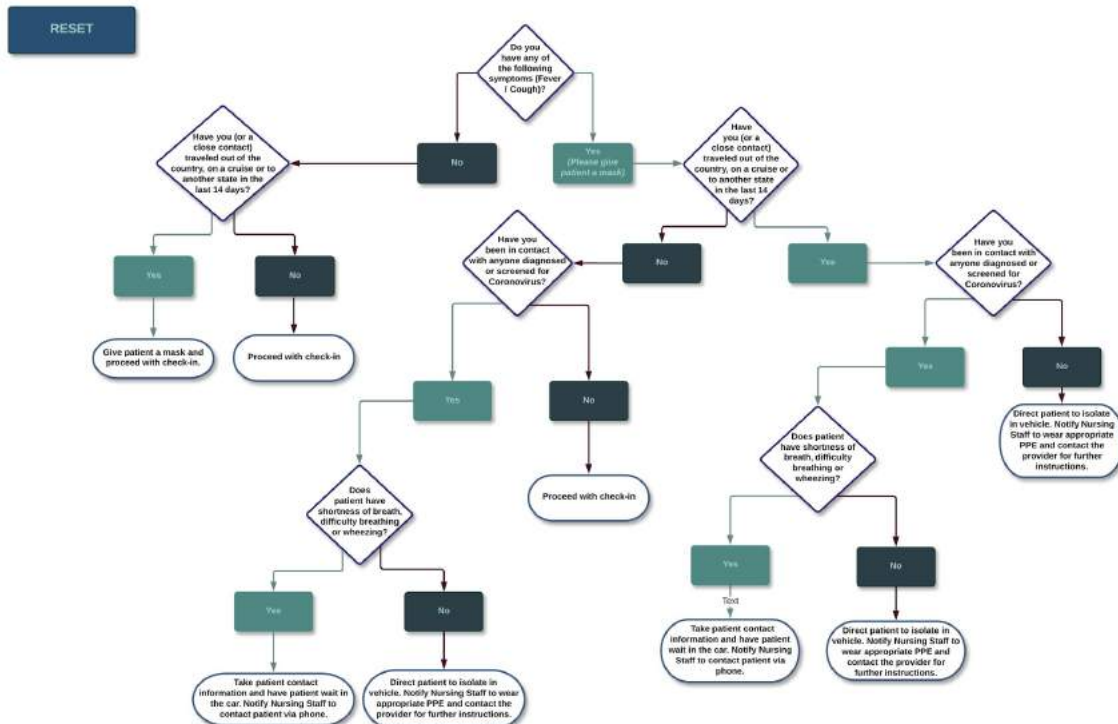 RESET
Do you
have any of
the following
symptoms (Fever
/ Cough)?
Have you (or a
close contact)
traveled out of the
country, on a cruise or to
another state in the
last 14 days?
No
Yes
(Please give
patient a mask)
Have
you (or a
close contact)
traveled out of the
country, on a cruise or
to another state
in the last 14
days?
Yes
No
Give patient a mask and
proceed with check-in.
Proceed with check-in
Have you
been in contact
with anyone diagnosed
or screened for
Coronovirus?
No
Yes
Have you
been in contact with
anyone diagnosed or
screened for
Coronovirus?
Yes
No
Proceed with check-in
Yes
No
Direct patient to isolate
in vehicle. Notify Nursing
Staff to wear appropriate
PPE and contact the
provider for further
instructions.
Does
patient have
shortness of breath,
difficulty breathing
or wheezing?
Does patient
have shortness of
breath, difficulty
breathing or
wheezing?
Yes
No
Take patient contact
information and have patient wait in
the car. Notify Nursing Staff to
contact patient via phone.
Direct patient to isolate in
vehicle. Notify Nursing Staff to wear
appropriate PPE and contact the
provider for further instructions.
Yes
No
Text
Take patient contact
information and have patient
wait in the car. Notify Nursing
Staff to contact patient via
phone.
Direct patient to isolate in
vehicle. Notify Nursing Staff to
wear appropriate PPE and
contact the provider for
further instructions.